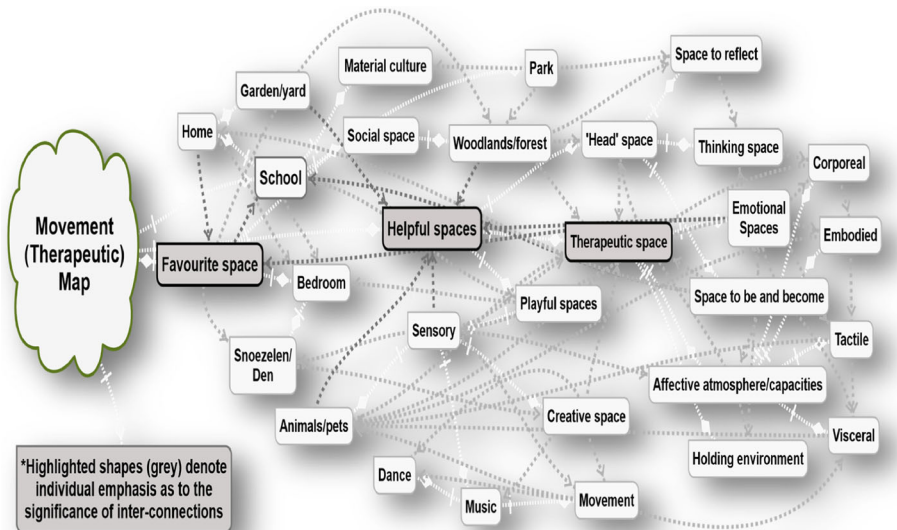 Material culture
Park
Space to reflect
Garden/yard
Home
Social space
Woodlands/forest
'Head' space
Thinking space
Corporeal
School
Movement
(Therapeutic)
Map
Favourite space
Helpful spaces
Therapeutic space
Emotional
Spaces
Embodied
Bedroom
Playful spaces
Space to be and become
Sensory
Tactile
Snoezelen/
Den
Affective atmosphere/capacities
Animals/pets
Creative space
Visceral
Holding environment
Dance
Music
Movement
*Highlighted shapes (grey) denote
individual emphasis as to the
significance of inter-connections